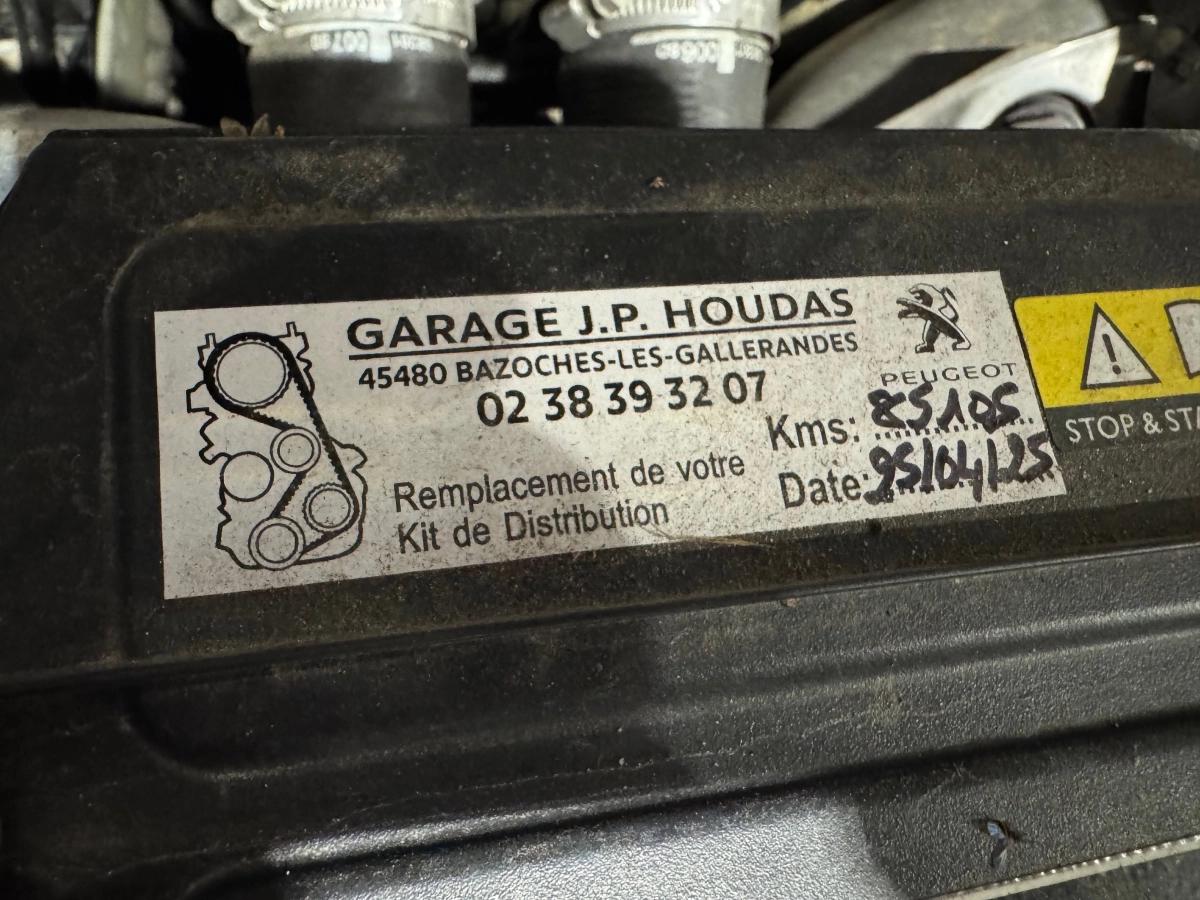 GARAGE J.P. HOUDAS
45480 BAZOCHES-LES-GALLERANDES
02 38 39 32 07
PEUGEOT
Kms: 85105
Date: 25/04/25
Remplacement de votre
Kit de Distribution
STOP & STA